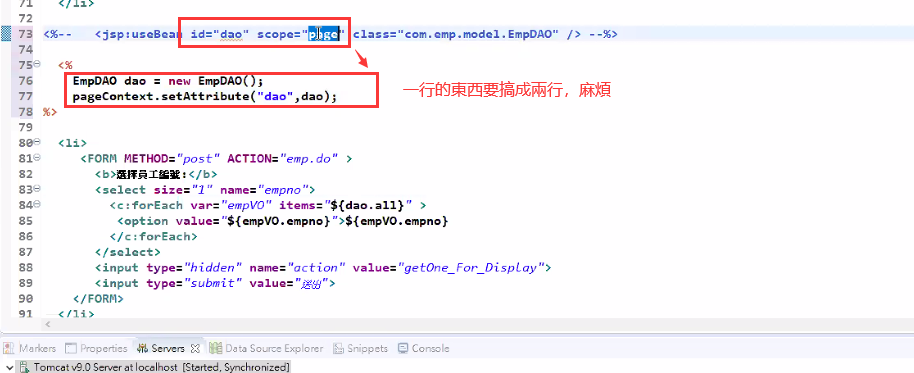 71 </li>
72
73 <%-- <jsp:useBean id="dao" scope="page" class="com.emp.model.EmpDAO" /> --%>
74
75 <%
76 EmpDAO dao = new EmpDAO();
77 pageContext.setAttribute("dao",dao);
78 %>
一行的東西要搞成兩行，麻煩
79
80 <li>
81 <FORM METHOD="post" ACTION="emp.do" >
82 <b>選擇員工編號:</b>
83 <select size="1" name="empno">
84 <c:forEach var="empVO" items="${dao.all}" >
85 <option value="${empVO.empno}">${empVO.empno}
86 </c:forEach>
87 </select>
88 <input type="hidden" name="action" value="getOne_For_Display">
89 <input type="submit" value="送出">
90 </FORM>
91 </li>
Markers Properties Servers Data Source Explorer Snippets Console
Tomcat v9.0 Server at localhost [Started, Synchronized]